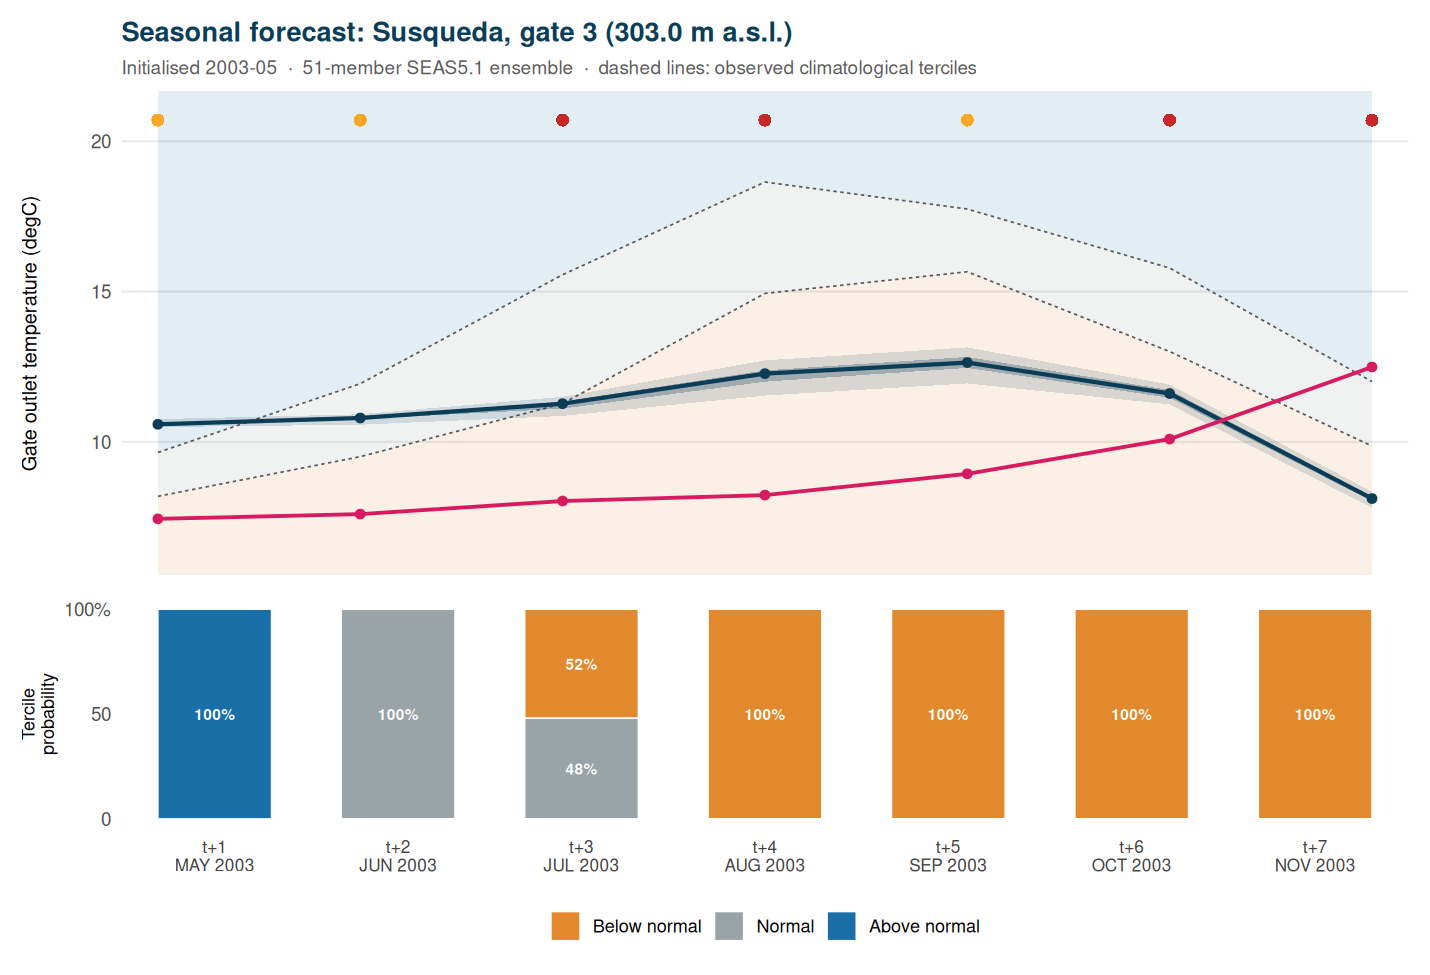 Seasonal forecast: Susqueda, gate 3 (303.0 m a.s.l.)
Initialised 2003-05 · 51-member SEAS5.1 ensemble · dashed lines: observed climatological terciles
Gate outlet temperature (degC)
20
15
10
Tercile
probability
100%
50
0
100%
100%
52%
48%
100%
100%
100%
100%
t+1
MAY 2003
t+2
JUN 2003
t+3
JUL 2003
t+4
AUG 2003
t+5
SEP 2003
t+6
OCT 2003
t+7
NOV 2003
Below normal
Normal
Above normal